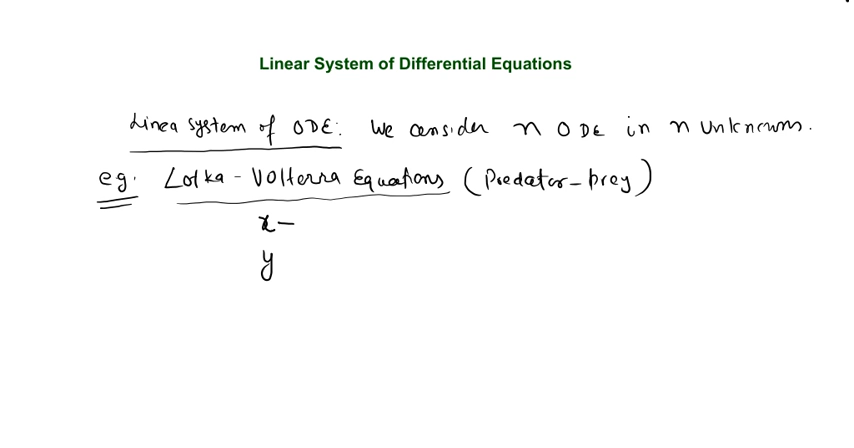 Linear System of Differential Equations
Linea System of ODE: We consider n ODE in n unknowns.
eg. Lotka - Volterra Equations (Predator - prey)
x -
y